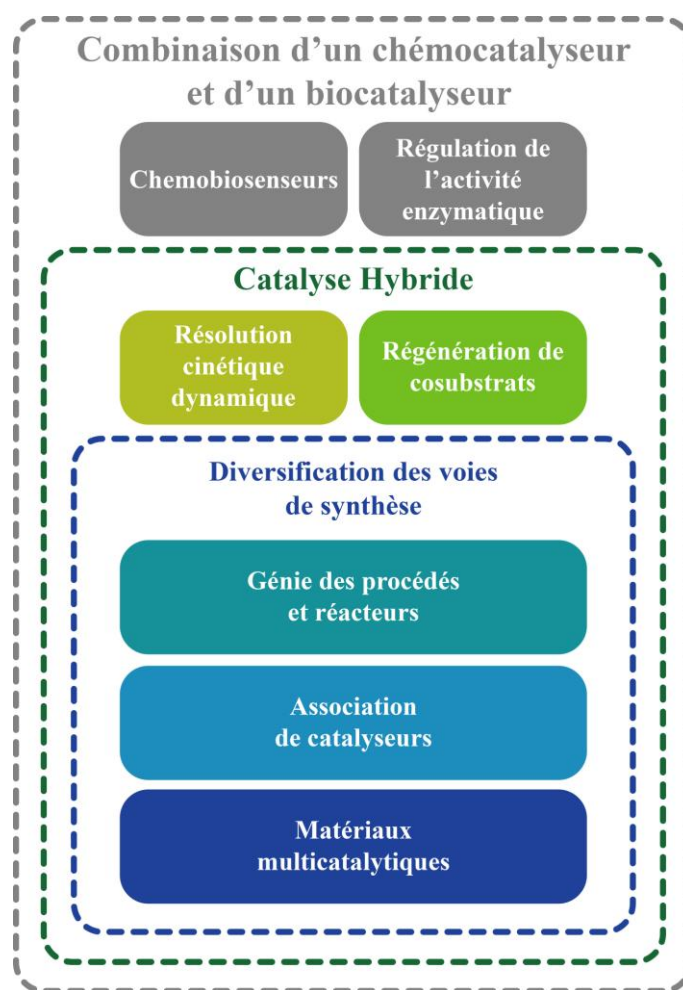 Combinaison d’un chémocatalyseur
et d’un biocatalyseur
Chemobiosenseurs
Régulation de
l’activité
enzymatique
Catalyse Hybride
Résolution
cinétique
dynamique
Régénération de
cosubstrats
Diversification des voies
de synthèse
Génie des procédés
et réacteurs
Association
de catalyseurs
Matériaux
multicatalytiques